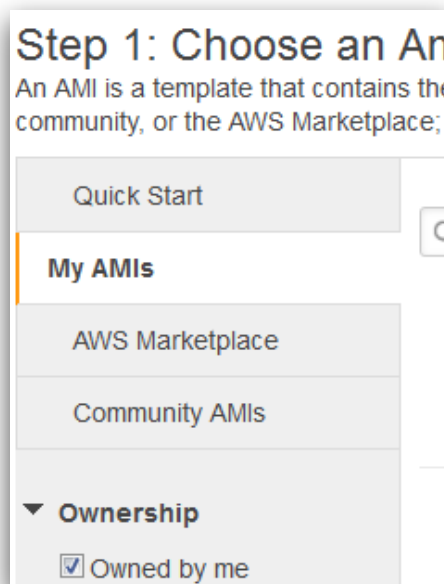 Step 1: Choose an Am
An AMI is a template that contains the
community, or the AWS Marketplace;
Quick Start
My AMIs
AWS Marketplace
Community AMIs
Ownership
Owned by me